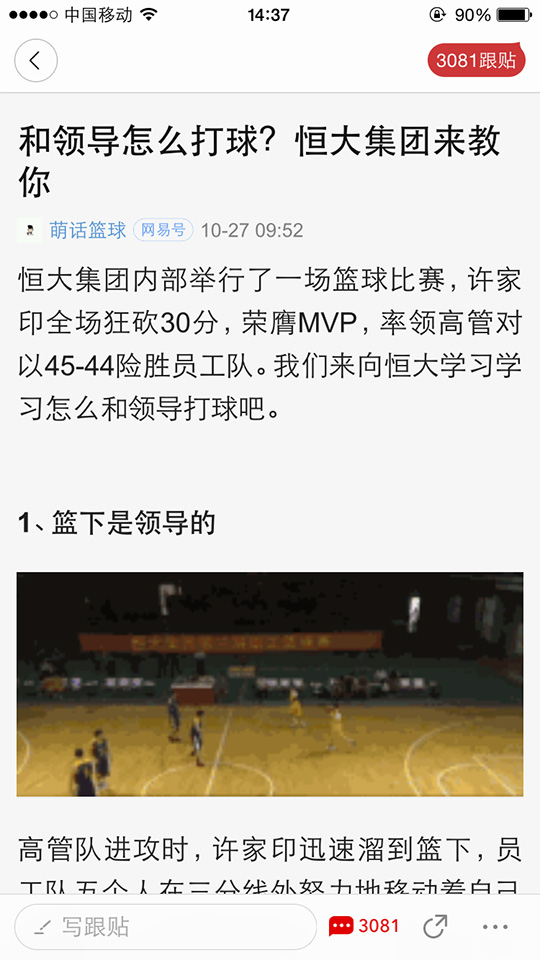 中国移动 14:37 90%
3081跟贴
和领导怎么打球？恒大集团来教
你
萌话篮球 网易号 10-27 09:52
恒大集团内部举行了一场篮球比赛，许家
印全场狂砍30分，荣膺MVP，率领高管对
以45-44险胜员工队。我们来向恒大学习学
习怎么和领导打球吧。
1、篮下是领导的
高管队进攻时，许家印迅速溜到篮下，员
工队五个人在三分线外努力地移动着自己
写跟贴 3081